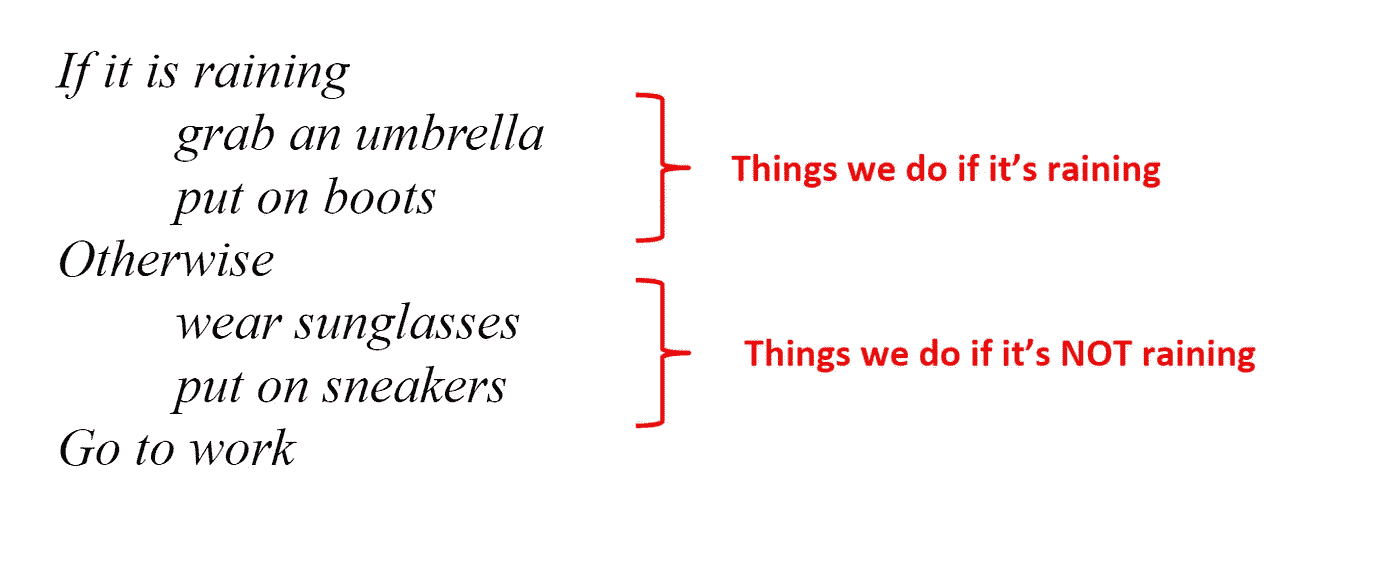 If it is raining
grab an umbrella
put on boots
Things we do if it’s raining
Otherwise
wear sunglasses
put on sneakers
Things we do if it’s NOT raining
Go to work